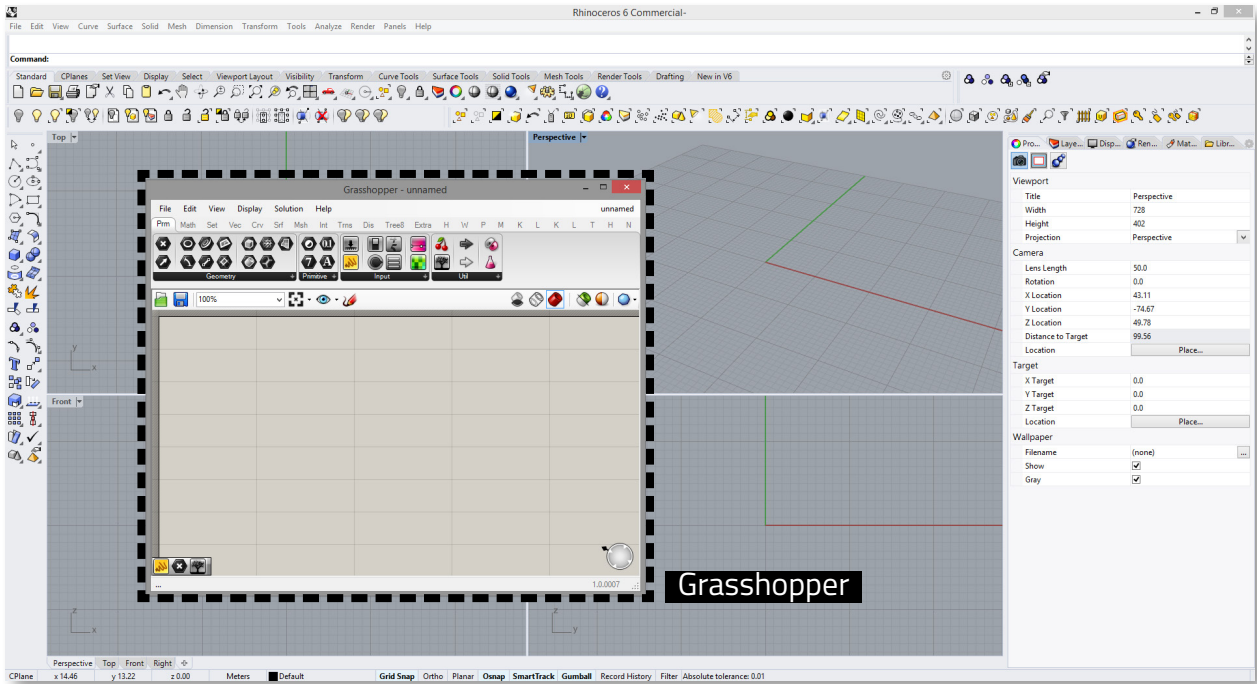 Rhinoceros 6 Commercial-
File Edit View Curve Surface Solid Mesh Dimension Transform Tools Analyze Render Panels Help
Command:
Standard CPlanes Set View Display Select Viewport Layout Visibility Transform Curve Tools Surface Tools Solid Tools Mesh Tools Render Tools Drafting New in V6
Top
Perspective
Pro... Laye... Disp... Ren... Mat... Libr...
Viewport
Title Perspective
Width 728
Height 402
Projection Perspective
Camera
Lens Length 50.0
Rotation 0.0
X Location 43.11
Y Location -74.67
Z Location 49.78
Distance to Target 99.56
Location Place...
Target
X Target 0.0
Y Target 0.0
Z Target 0.0
Location Place...
Wallpaper
Filename (none) ...
Show
Gray
Grasshopper - unnamed
File Edit View Display Solution Help unnamed
Prm Math Set Vec Crv Srf Msh Int Trns Dis Tree8 Extra H W P M K L K L T H N
Geometry + Primitive + Input + Util +
100%
... 1.0.0007
Grasshopper
y
x
Front
z
x
z
y
Perspective Top Front Right
CPlane x 14.46 y 13.22 z 0.00 Meters Default Grid Snap Ortho Planar Osnap SmartTrack Gumball Record History Filter Absolute tolerance: 0.01